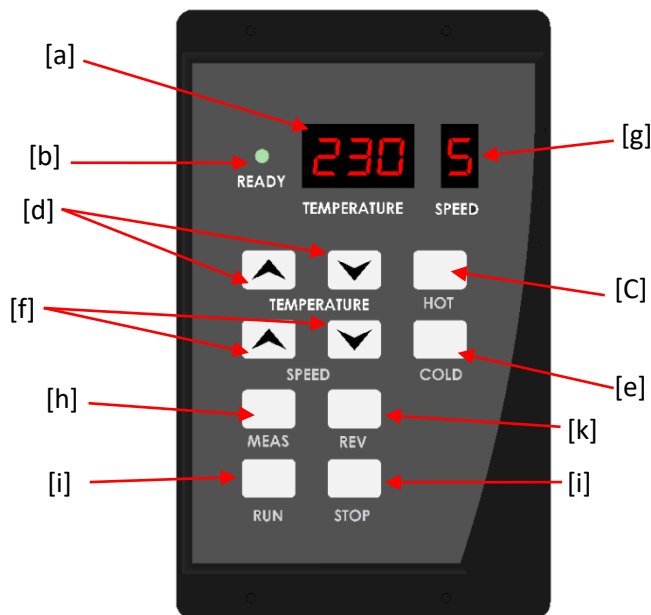 [a]
230 5 [g]
[b] READY
TEMPERATURE SPEED
[d]
[C]
TEMPERATURE HOT
[f]
SPEED COLD
[e]
[h]
MEAS REV [k]
[i] [i]
RUN STOP